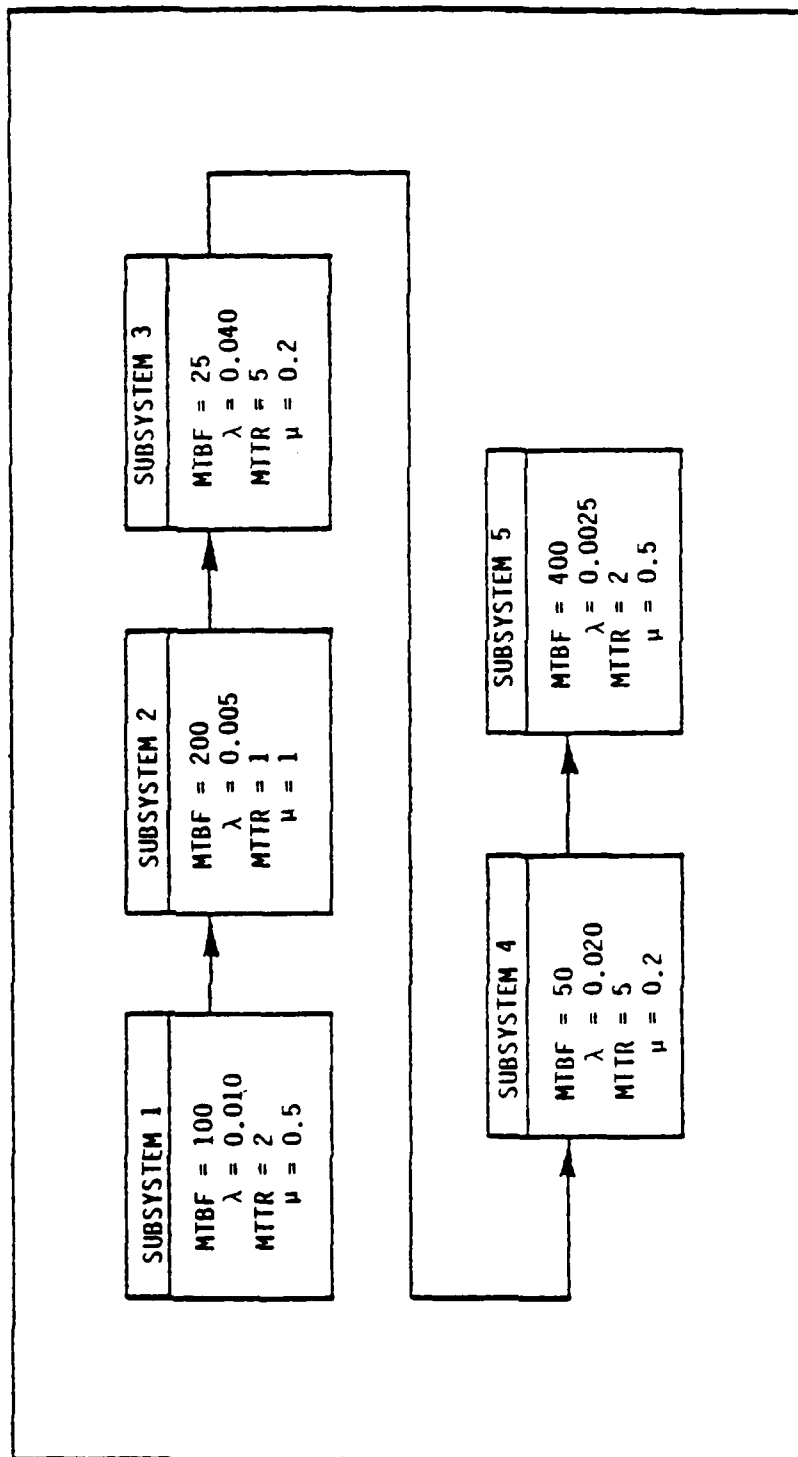 SUBSYSTEM 1
MTBF = 100
λ = 0.010
MTTR = 2
μ = 0.5
SUBSYSTEM 2
MTBF = 200
λ = 0.005
MTTR = 1
μ = 1
SUBSYSTEM 3
MTBF = 25
λ = 0.040
MTTR = 5
μ = 0.2
SUBSYSTEM 4
MTBF = 50
λ = 0.020
MTTR = 5
μ = 0.2
SUBSYSTEM 5
MTBF = 400
λ = 0.0025
MTTR = 2
μ = 0.5